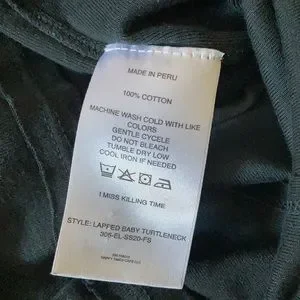 MADE IN PERU
100% COTTON
MACHINE WASH COLD WITH LIKE
COLORS
GENTLE CYCELE
DO NOT BLEACH
TUMBLE DRY LOW
COOL IRON IF NEEDED
I MISS KILLING TIME
STYLE: LAPPED BABY TURTLENECK
305-EL-SS20-FS